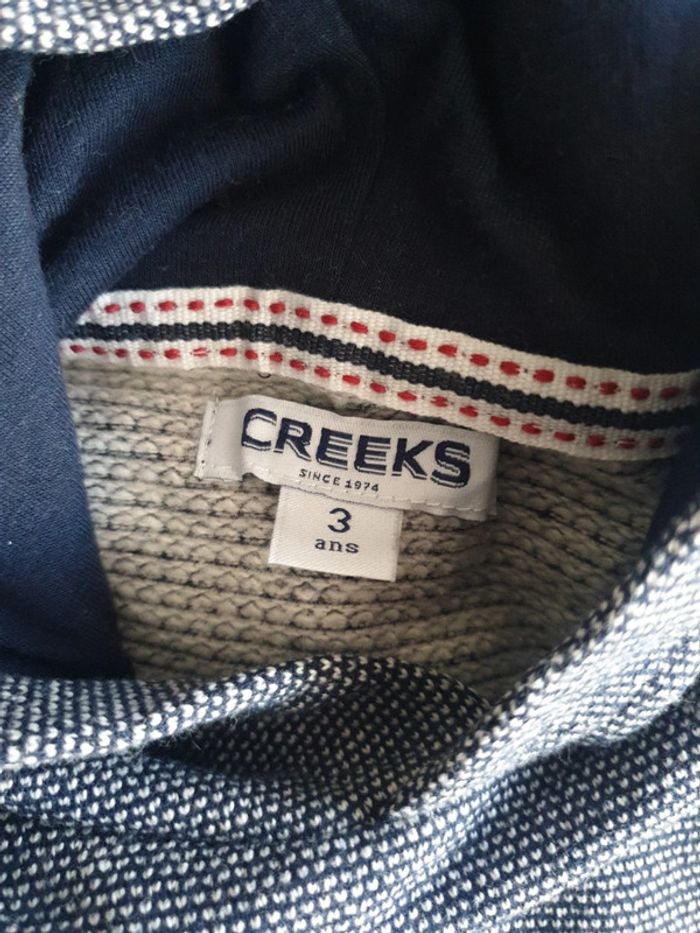 CREEKS
SINCE 1974
3
ans